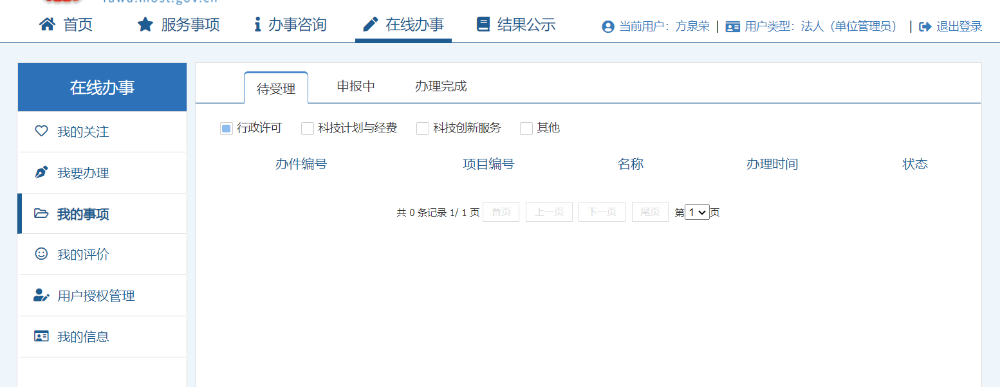 fuwu.most.gov.cn
首页 服务事项 办事咨询 在线办事 结果公示 当前用户：方泉荣 | 用户类型：法人（单位管理员） | 退出登录
在线办事
我的关注
我要办理
我的事项
我的评价
用户授权管理
我的信息
待受理 申报中 办理完成
行政许可 科技计划与经费 科技创新服务 其他
办件编号 项目编号 名称 办理时间 状态
共 0 条记录 1/ 1 页 首页 上一页 下一页 尾页 第 1 页